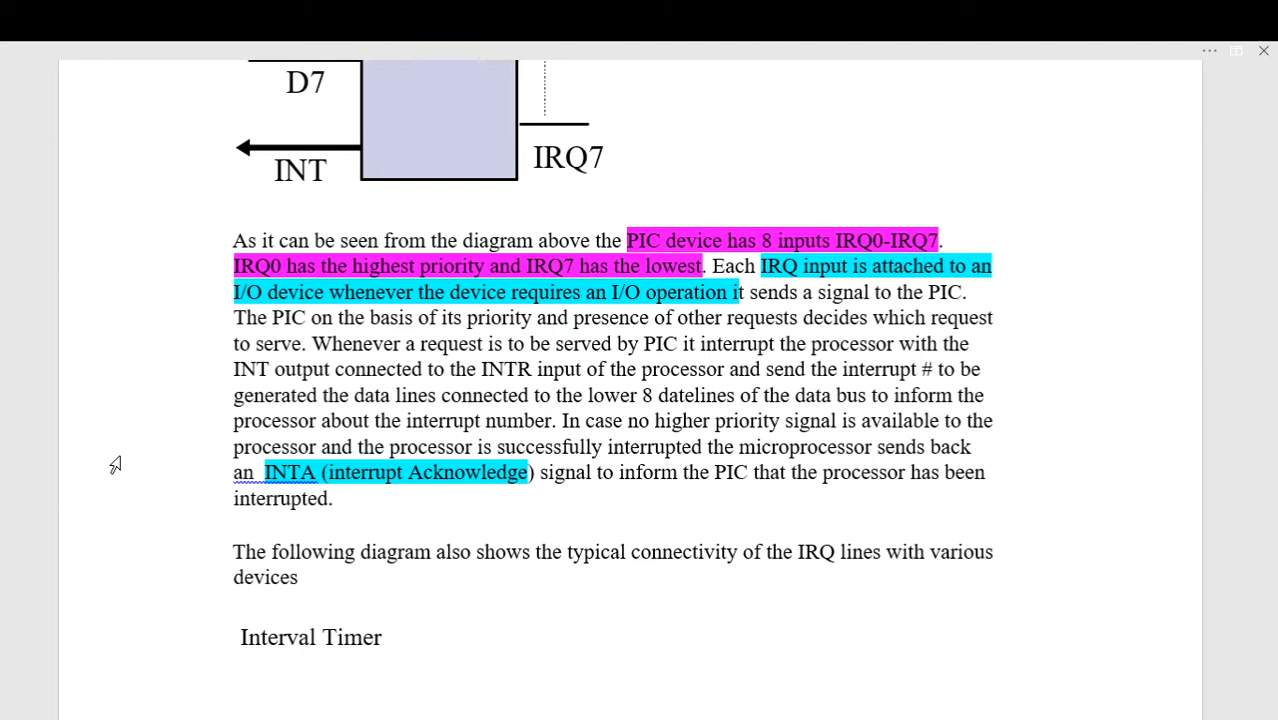 D7
INT
IRQ7
As it can be seen from the diagram above the PIC device has 8 inputs IRQ0-IRQ7.
IRQ0 has the highest priority and IRQ7 has the lowest. Each IRQ input is attached to an
I/O device whenever the device requires an I/O operation it sends a signal to the PIC.
The PIC on the basis of its priority and presence of other requests decides which request
to serve. Whenever a request is to be served by PIC it interrupt the processor with the
INT output connected to the INTR input of the processor and send the interrupt # to be
generated the data lines connected to the lower 8 datelines of the data bus to inform the
processor about the interrupt number. In case no higher priority signal is available to the
processor and the processor is successfully interrupted the microprocessor sends back
an INTA (interrupt Acknowledge) signal to inform the PIC that the processor has been
interrupted.
The following diagram also shows the typical connectivity of the IRQ lines with various
devices
Interval Timer